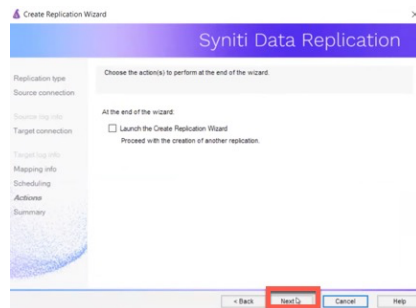 Create Replication Wizard
Syniti Data Replication
Choose the action(s) to perform at the end of the wizard.
Replication type
Source connection
Source log info
Target connection
Target log info
Mapping info
Scheduling
Actions
Summary
At the end of the wizard:
Launch the Create Replication Wizard
Proceed with the creation of another replication.
< Back
Next >
Cancel
Help